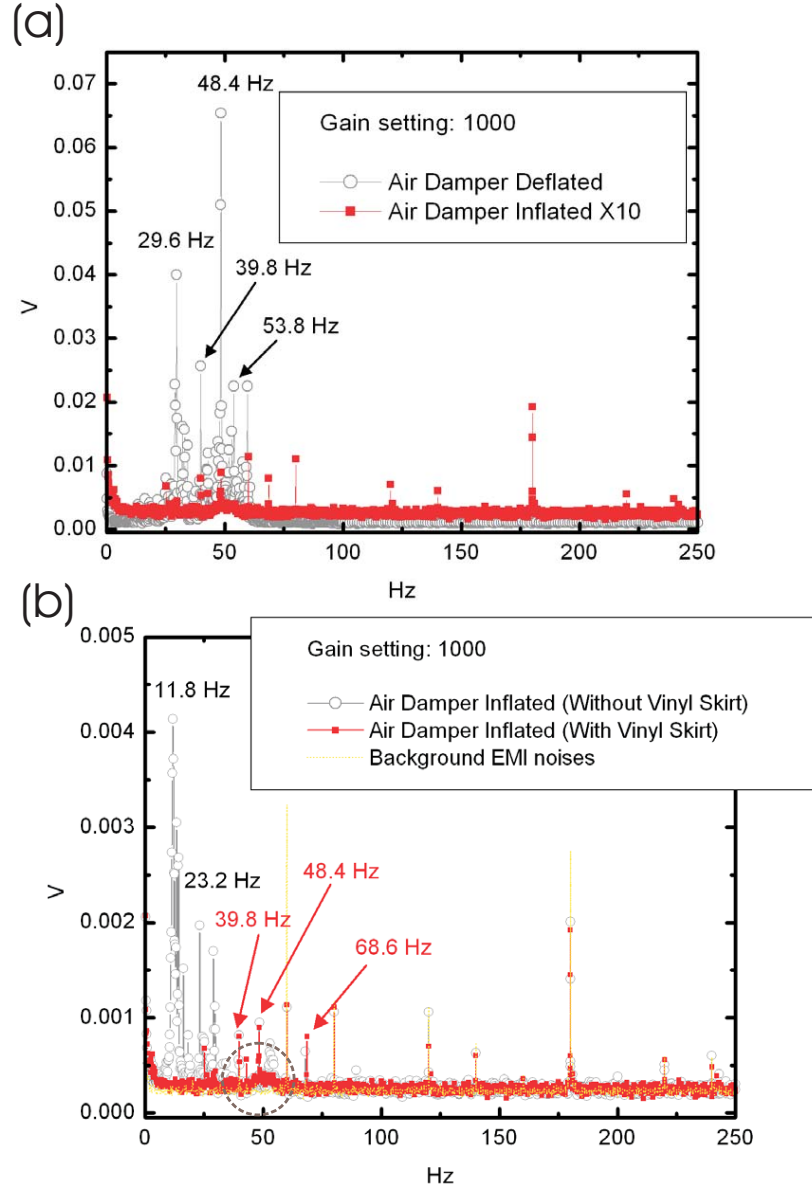 (a)
0.07
0.06
0.05
0.04
0.03
0.02
0.01
0.00
V
48.4 Hz
29.6 Hz
39.8 Hz
53.8 Hz
Gain setting: 1000
Air Damper Deflated
Air Damper Inflated X10
0 50 100 150 200 250
Hz
(b)
0.005
0.004
0.003
0.002
0.001
0.000
V
11.8 Hz
23.2 Hz
39.8 Hz
48.4 Hz
68.6 Hz
Gain setting: 1000
Air Damper Inflated (Without Vinyl Skirt)
Air Damper Inflated (With Vinyl Skirt)
Background EMI noises
0 50 100 150 200 250
Hz